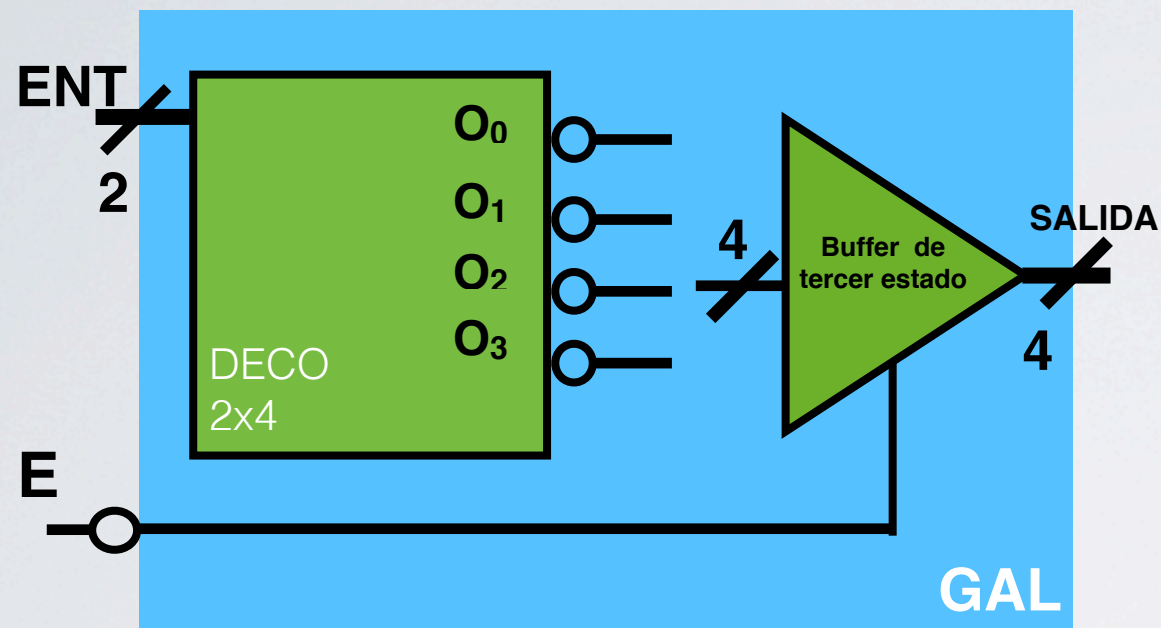 ENT
2
O₀
O₁
O₂
O₃
DECO
2x4
4
Buffer de
tercer estado
SALIDA
4
E
GAL